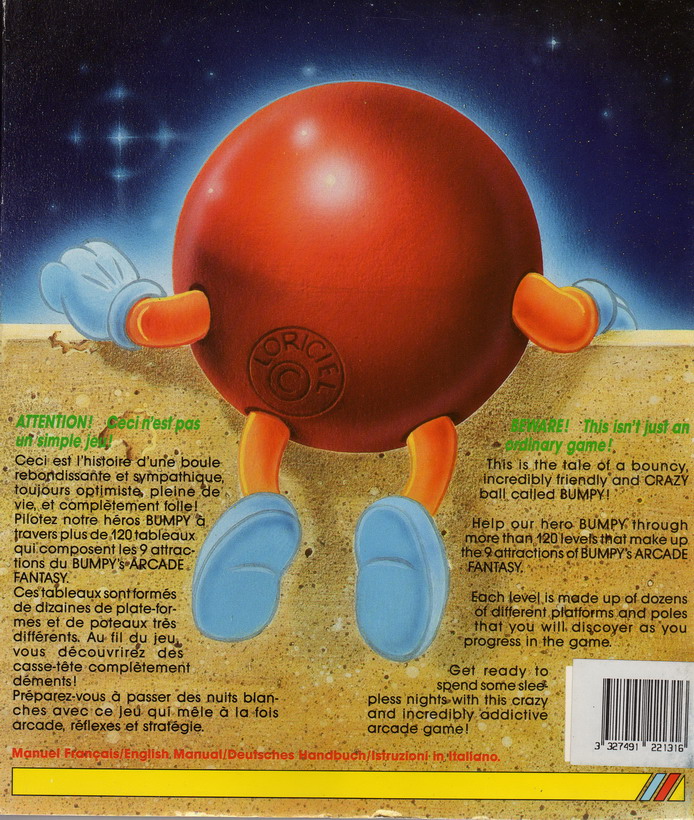 LORICIEL
©
ATTENTION! Ceci n'est pas
un simple jeu!
Ceci est l'histoire d'une boule
rebondissante et sympathique,
toujours optimiste, pleine de
vie, et complètement folle!
Pilotez notre héros BUMPY à
travers plus de 120 tableaux
qui composent les 9 attrac-
tions du BUMPY's ARCADE
FANTASY.
Ces tableaux sont formés
de dizaines de plate-for-
mes et de poteaux très
différents. Au fil du jeu,
vous découvrirez des
casse-tête complètement
déments!
Préparez-vous à passer des nuits blan-
ches avec ce jeu qui mêle à la fois
arcade, réflexes et stratégie.
BEWARE! This isn't just an
ordinary game!
This is the tale of a bouncy,
incredibly friendly and CRAZY
ball called BUMPY!
Help our hero BUMPY through
more than 120 levels that make up
the 9 attractions of BUMPY's ARCADE
FANTASY.
Each level is made up of dozens
of different platforms and poles
that you will discover as you
progress in the game.
Get ready to
spend some slee-
pless nights with this crazy
and incredibly addictive
arcade game!
3 327491 221316
Manuel Français/English Manual/Deutsches Handbuch/Istruzioni in Italiano.